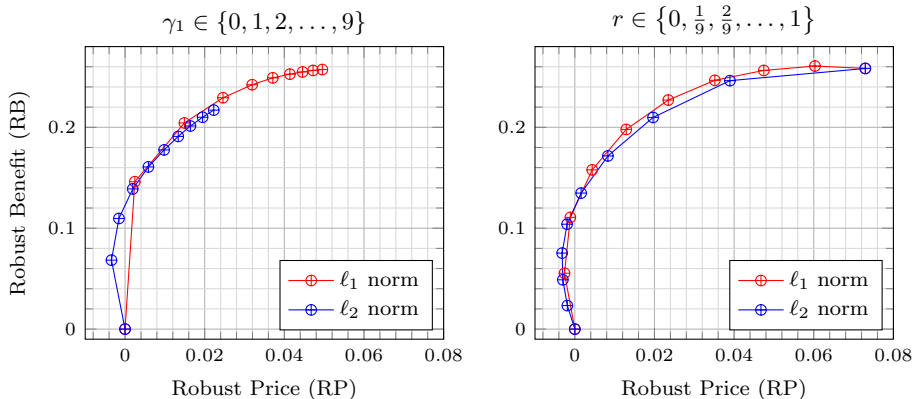 γ₁ ∈ {0, 1, 2, . . . , 9}
0.2
0.1
0
0
0.02
0.04
0.06
0.08
Robust Benefit (RB)
Robust Price (RP)
ℓ₁ norm
ℓ₂ norm
r ∈ {0, 1/9, 2/9, . . . , 1}
0.2
0.1
0
0
0.02
0.04
0.06
0.08
Robust Price (RP)
ℓ₁ norm
ℓ₂ norm